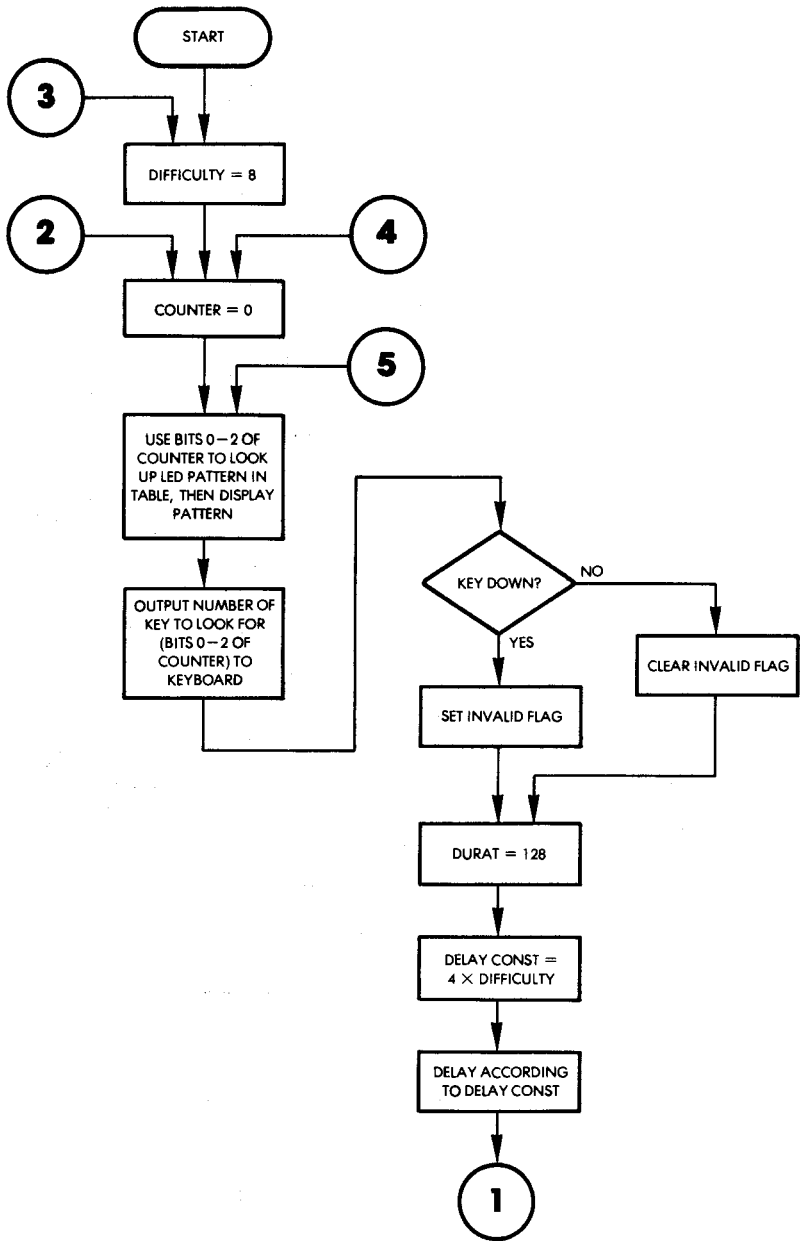 START
3
DIFFICULTY = 8
2
4
COUNTER = 0
5
USE BITS 0–2 OF
COUNTER TO LOOK
UP LED PATTERN IN
TABLE, THEN DISPLAY
PATTERN
OUTPUT NUMBER OF
KEY TO LOOK FOR
(BITS 0–2 OF
COUNTER) TO
KEYBOARD
KEY DOWN?
NO
YES
CLEAR INVALID FLAG
SET INVALID FLAG
DURAT = 128
DELAY CONST =
4 × DIFFICULTY
DELAY ACCORDING
TO DELAY CONST
1